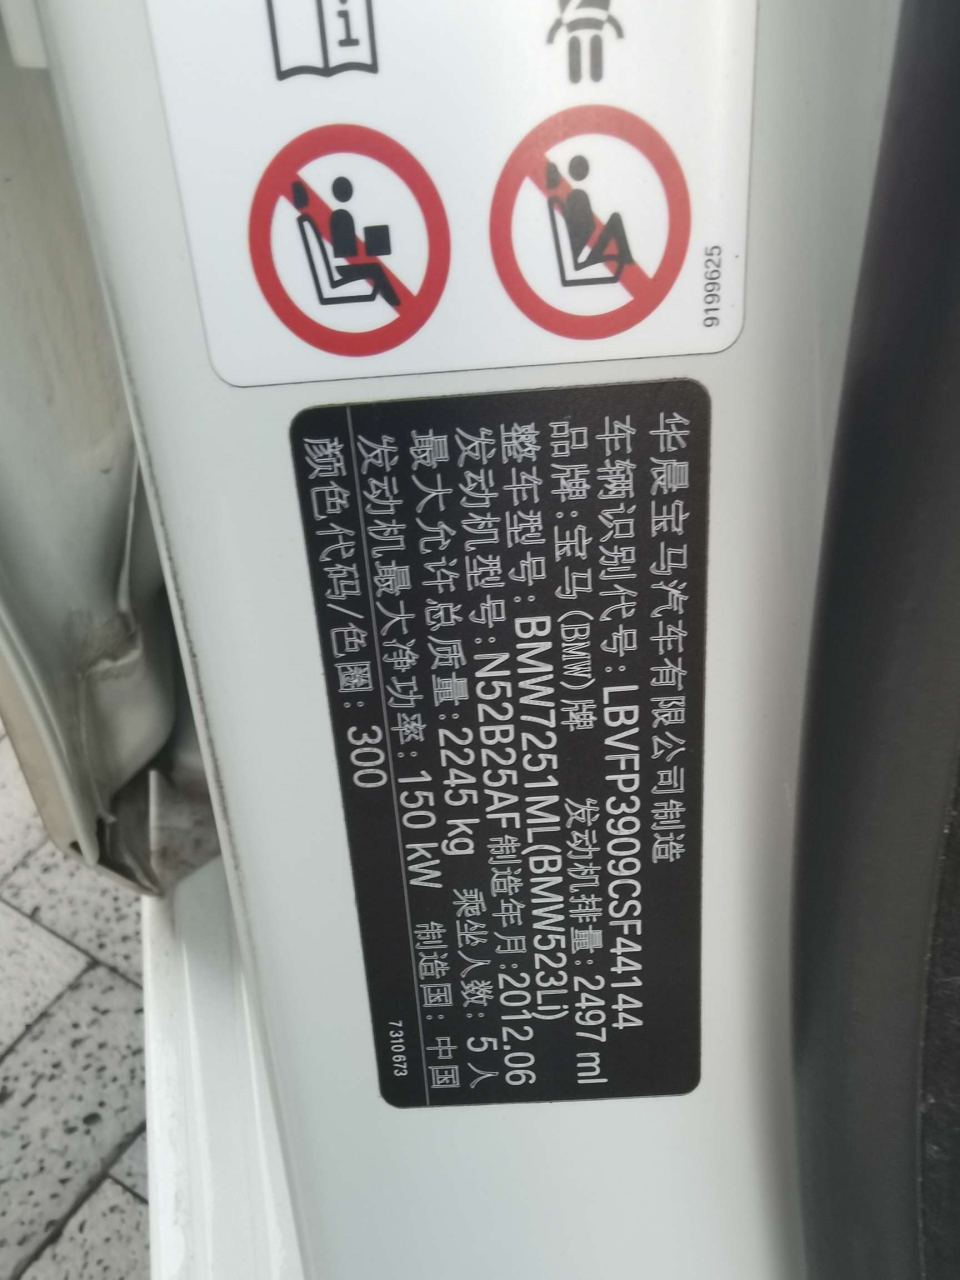 9199625
华晨宝马汽车有限公司制造
车辆识别代号:LBVFP3909CSF44144
品牌:宝马(BMW)牌 发动机排量:2497 ml
整车型号:BMW7251ML(BMW523Li)
发动机型号:N52B25AF 制造年月:2012.06
最大允许总质量:2245 kg 乘坐人数:5人
发动机最大净功率:150 kW 制造国:中国
颜色代码/色圈:300
7 310 673